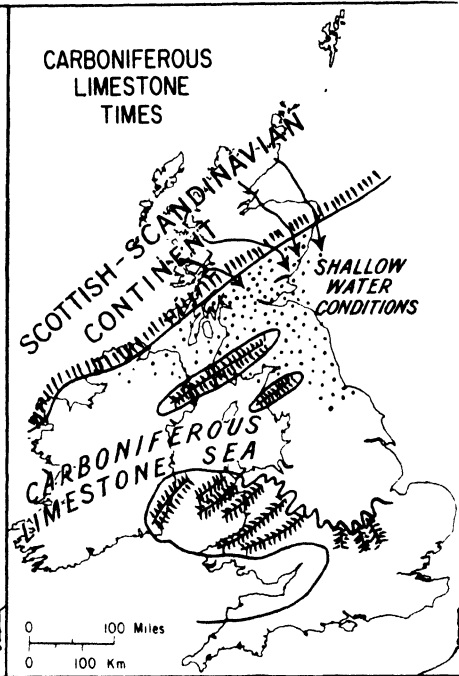 CARBONIFEROUS
LIMESTONE
TIMES
SCOTTISH-SCANDINAVIAN
CONTINENT
SHALLOW
WATER
CONDITIONS
CARBONIFEROUS
LIMESTONE SEA
0 100 Miles
0 100 Km